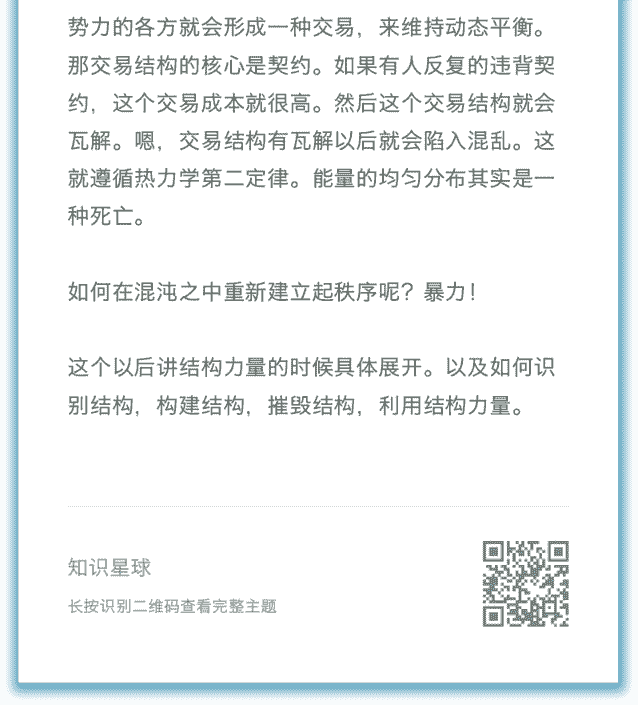 势力的各方就会形成一种交易，来维持动态平衡。
那交易结构的核心是契约。如果有人反复的违背契
约，这个交易成本就很高。然后这个交易结构就会
瓦解。嗯，交易结构有瓦解以后就会陷入混乱。这
就遵循热力学第二定律。能量的均匀分布其实是一
种死亡。
如何在混沌之中重新建立起秩序呢？暴力！
这个以后讲结构力量的时候具体展开。以及如何识
别结构，构建结构，摧毁结构，利用结构力量。
知识星球
长按识别二维码查看完整主题